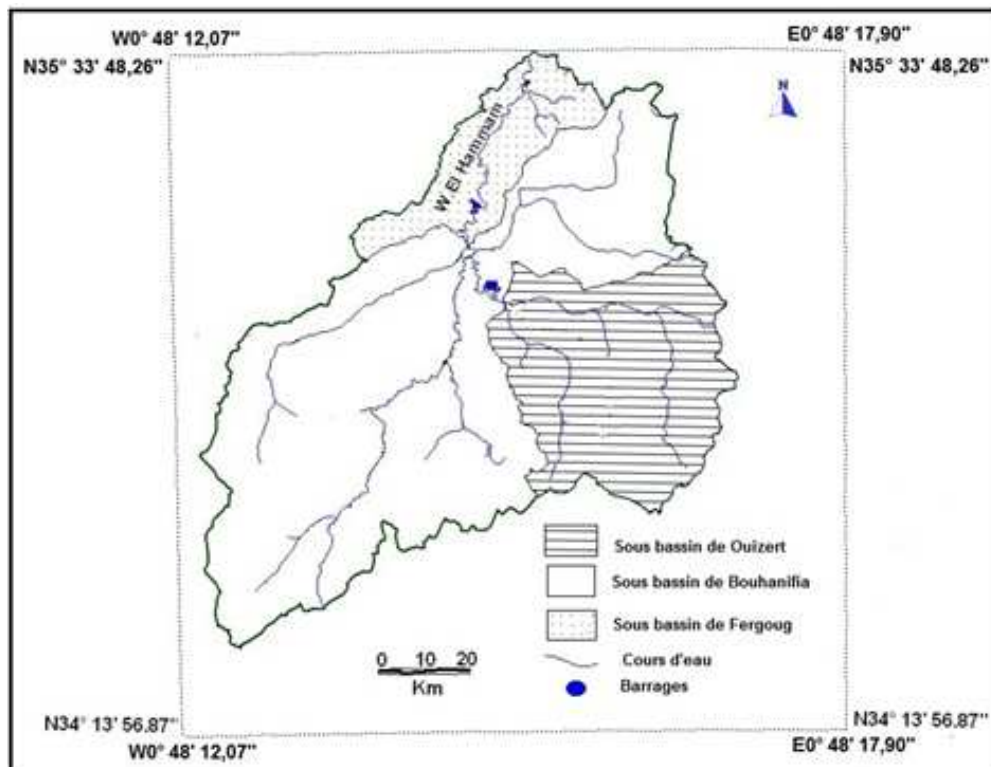 W0° 48' 12,07"
E0° 48' 17,90"
N35° 33' 48,26"
N35° 33' 48,26"
N
W.El Hammam
Sous bassin de Ouizert
Sous bassin de Bouhanifia
Sous bassin de Fergoug
Cours d'eau
Barrages
0 10 20
Km
N34° 13' 56.87"
N34° 13' 56.87"
W0° 48' 12,07"
E0° 48' 17,90"